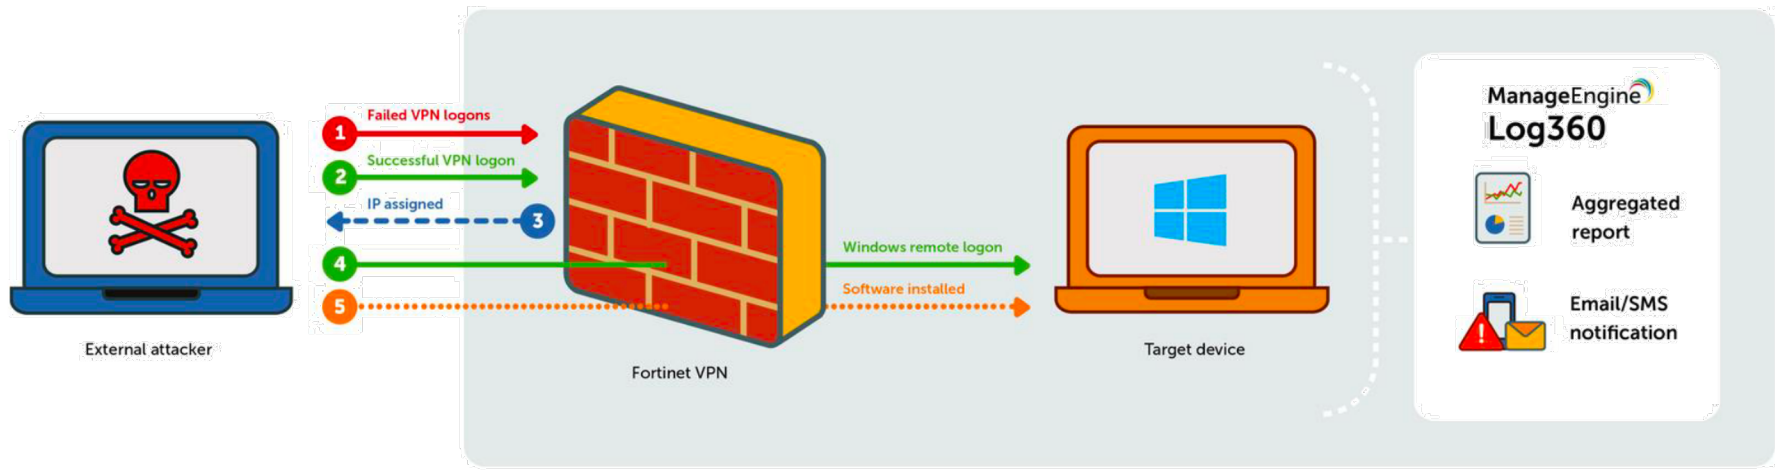 1 Failed VPN logons
2 Successful VPN logon
IP assigned 3
4 Windows remote logon
5 Software installed
External attacker
Fortinet VPN
Target device
ManageEngine
Log360
Aggregated
report
!
Email/SMS
notification